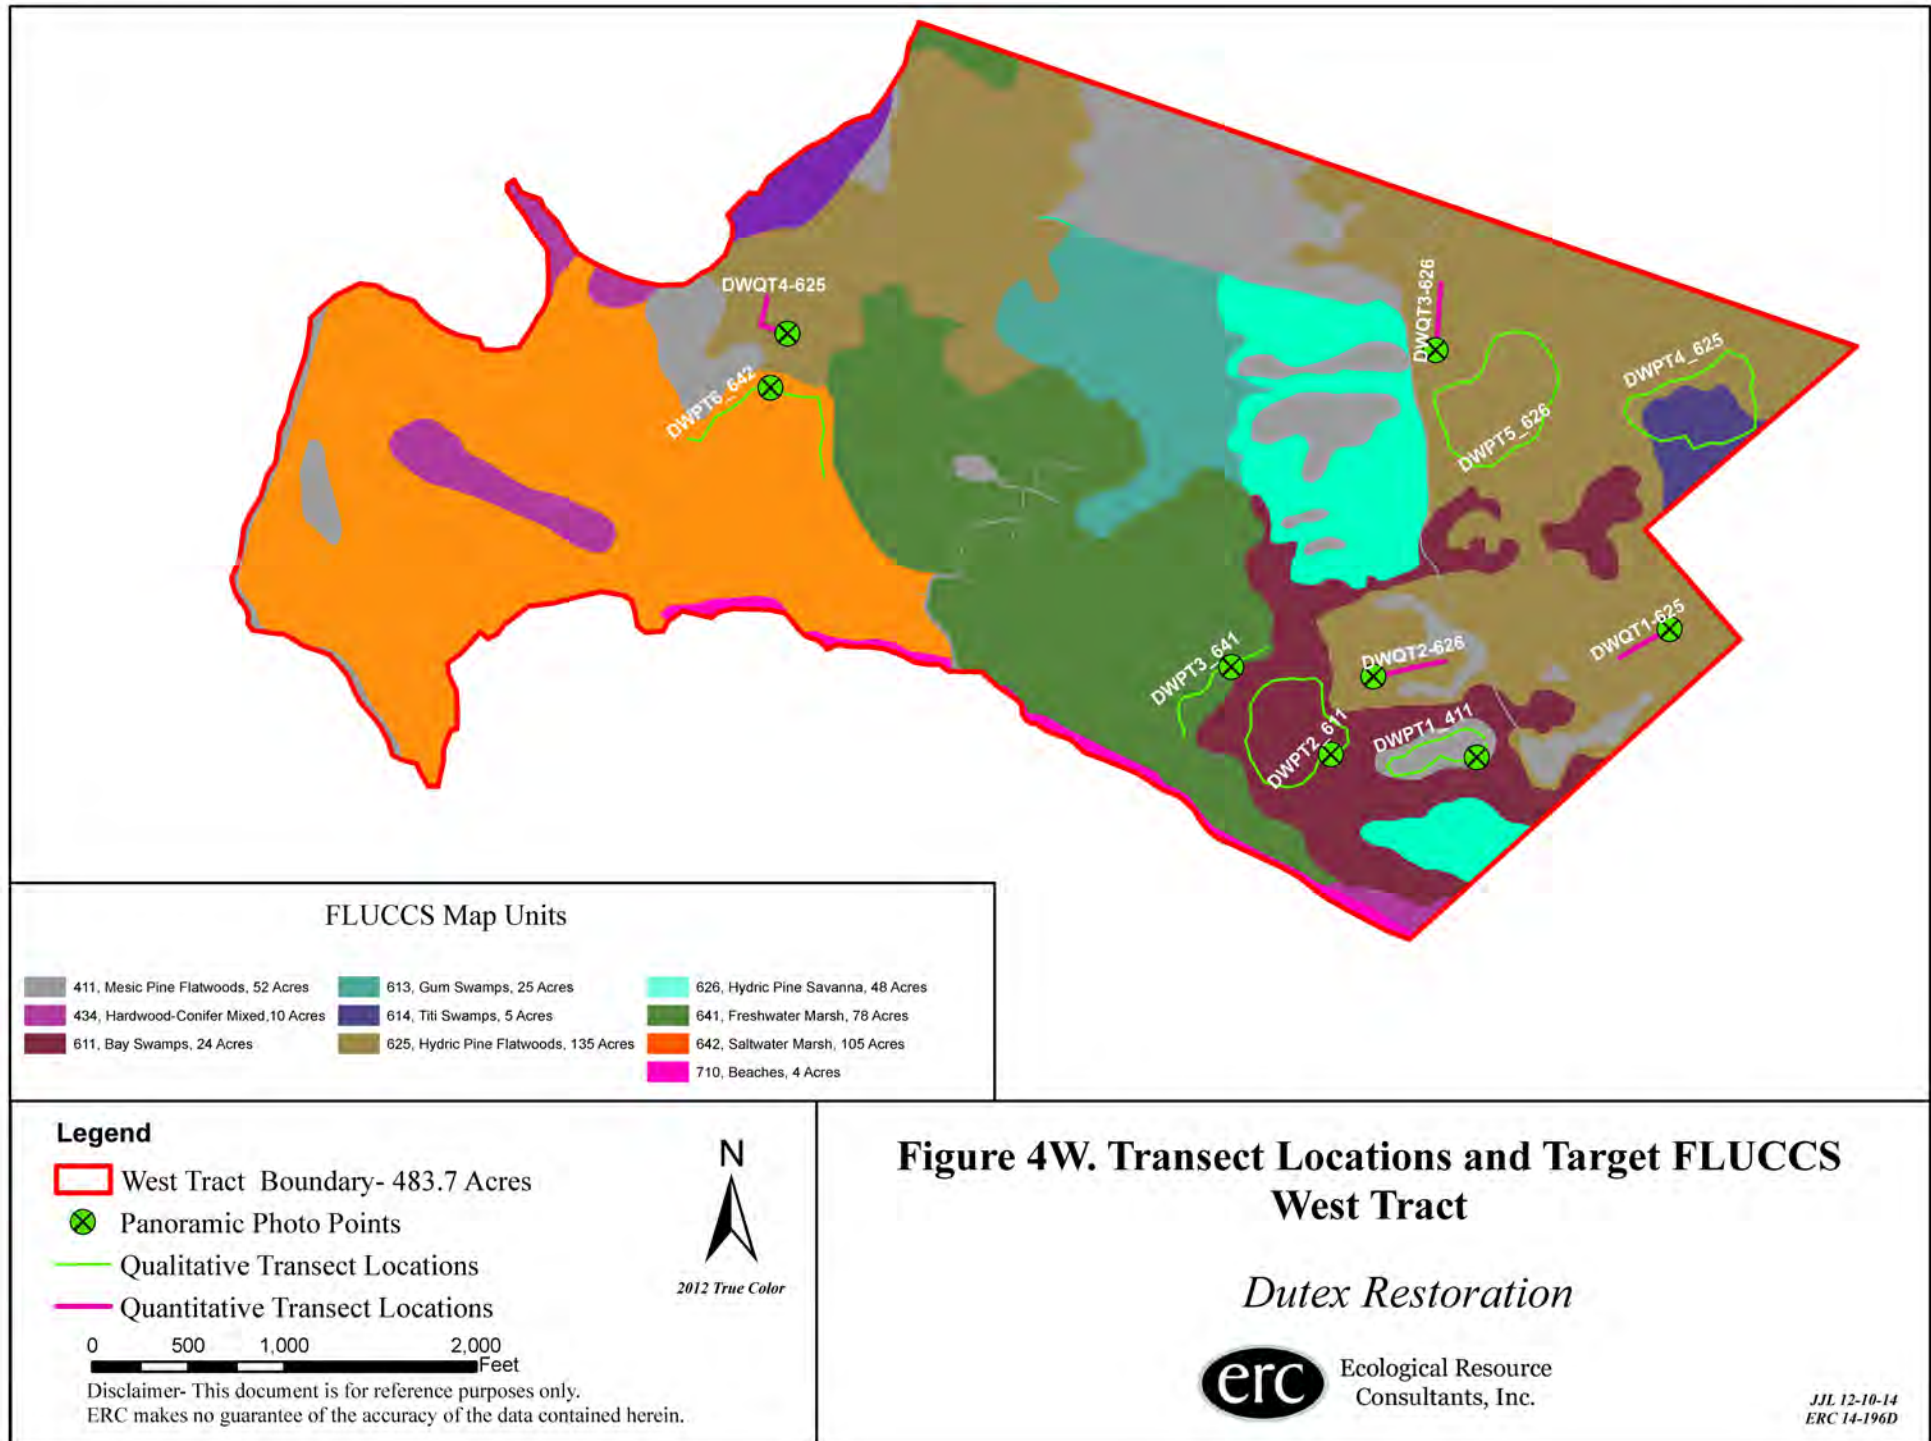 DWQT4-625
DWPT6_642
DWQT3-626
DWPT5_626
DWPT4_625
DWQT1-625
DWQT2-626
DWPT3_641
DWPT2_611
DWPT1_411
FLUCCS Map Units
411, Mesic Pine Flatwoods, 52 Acres
434, Hardwood-Conifer Mixed,10 Acres
611, Bay Swamps, 24 Acres
613, Gum Swamps, 25 Acres
614, Titi Swamps, 5 Acres
625, Hydric Pine Flatwoods, 135 Acres
626, Hydric Pine Savanna, 48 Acres
641, Freshwater Marsh, 78 Acres
642, Saltwater Marsh, 105 Acres
710, Beaches, 4 Acres
Legend
West Tract Boundary- 483.7 Acres
Panoramic Photo Points
Qualitative Transect Locations
Quantitative Transect Locations
0 500 1,000 2,000
Feet
Disclaimer- This document is for reference purposes only.
ERC makes no guarantee of the accuracy of the data contained herein.
N
2012 True Color
Figure 4W. Transect Locations and Target FLUCCS
West Tract
Dutex Restoration
erc
Ecological Resource
Consultants, Inc.
JJL 12-10-14
ERC 14-196D